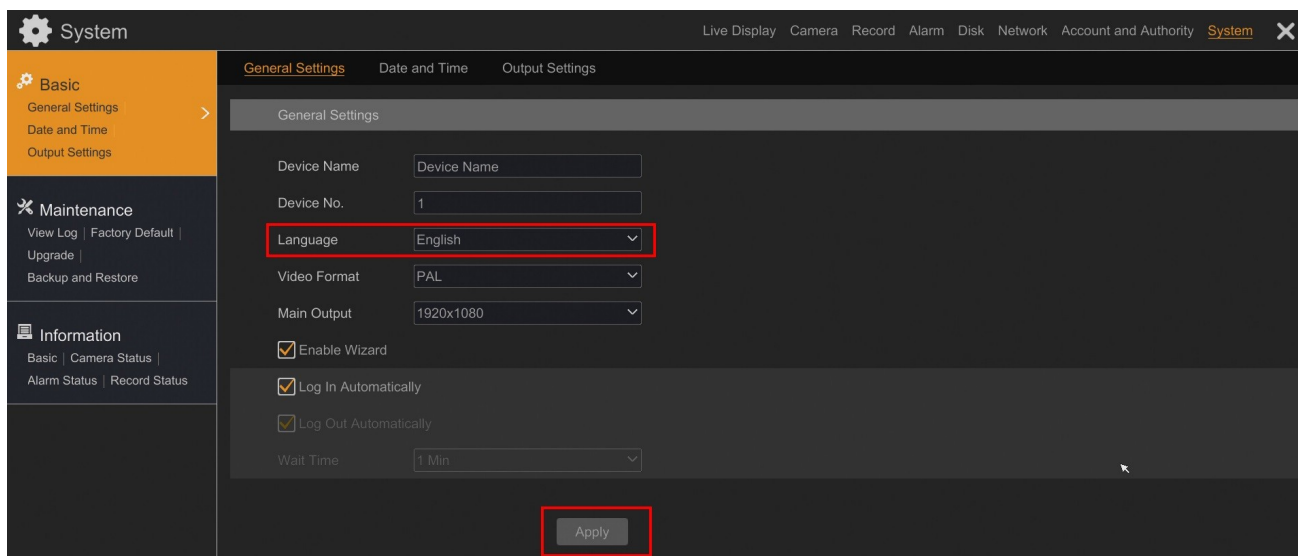 System
Live Display Camera Record Alarm Disk Network Account and Authority System
Basic
General Settings
Date and Time |
Output Settings
Maintenance
View Log | Factory Default |
Upgrade |
Backup and Restore
Information
Basic | Camera Status |
Alarm Status | Record Status
General Settings Date and Time Output Settings
General Settings
Device Name Device Name
Device No. 1
Language English
Video Format PAL
Main Output 1920x1080
Enable Wizard
Log In Automatically
Log Out Automatically
Wait Time 1 Min
Apply